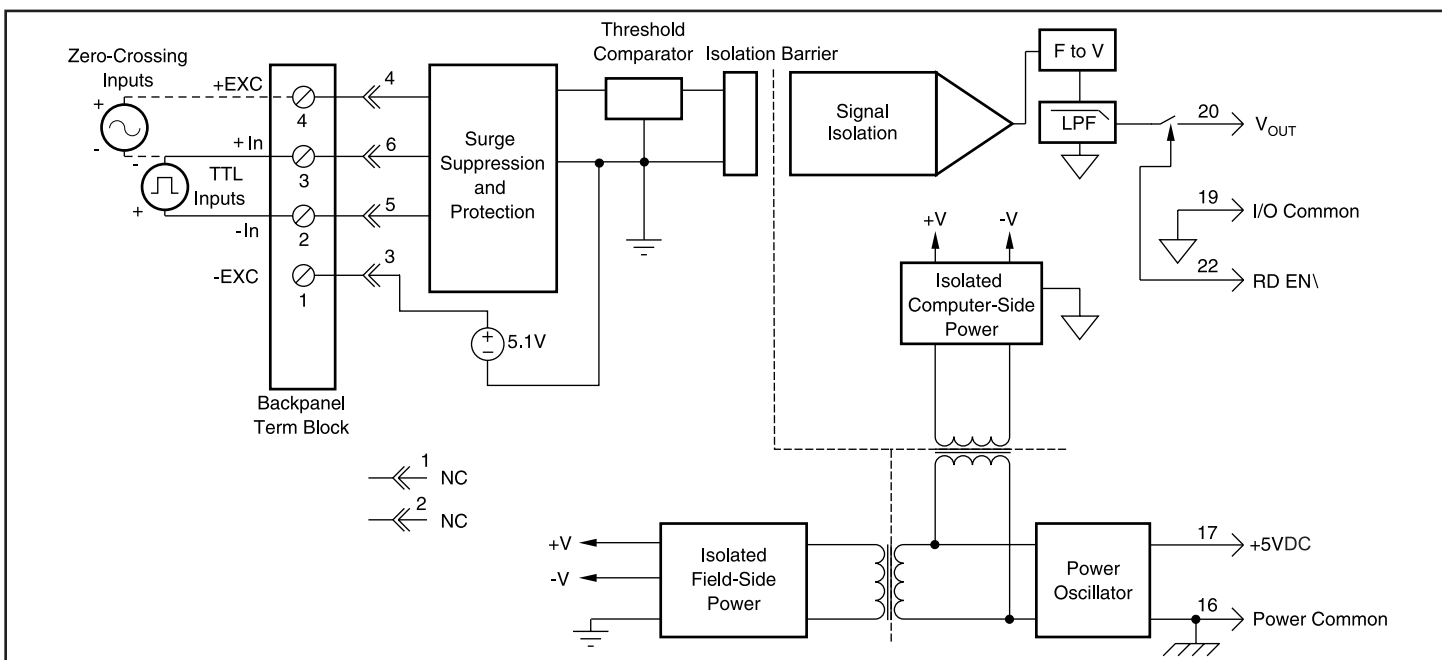 Zero-Crossing
Inputs
+
-
+EXC
4
4
+ In
3
6
-
TTL
Inputs
+
-In
2
5
-EXC
1
3
Backpanel
Term Block
Surge
Suppression
and
Protection
Threshold
Comparator
Isolation Barrier
+
−
5.1V
Signal
Isolation
F to V
LPF
20
VOUT
19
I/O Common
22
RD EN\
+V
-V
Isolated
Computer-Side
Power
1
NC
2
NC
+V
-V
Isolated
Field-Side
Power
Power
Oscillator
17
+5VDC
16
Power Common